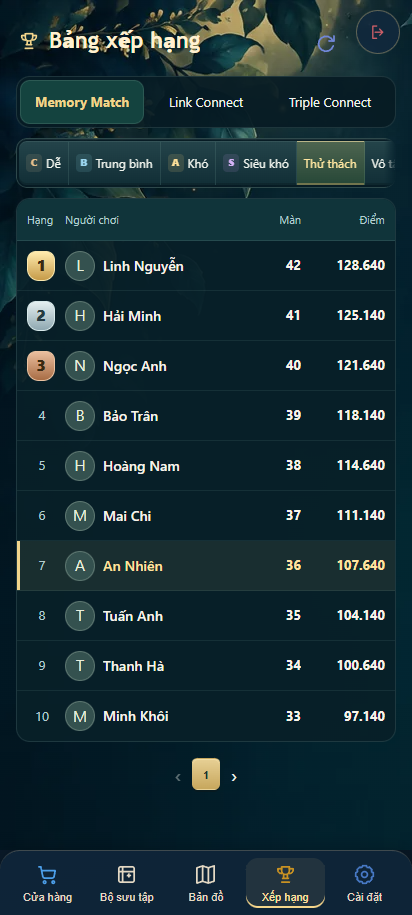 Bảng xếp hạng
Memory Match Link Connect Triple Connect
C Dễ B Trung bình A Khó S Siêu khó Thử thách Vô
Hạng Người chơi Màn Điểm
1 L Linh Nguyễn 42 128.640
2 H Hải Minh 41 125.140
3 N Ngọc Anh 40 121.640
4 B Bảo Trân 39 118.140
5 H Hoàng Nam 38 114.640
6 M Mai Chi 37 111.140
7 A An Nhiên 36 107.640
8 T Tuấn Anh 35 104.140
9 T Thanh Hà 34 100.640
10 M Minh Khôi 33 97.140
‹ 1 ›
Cửa hàng Bộ sưu tập Bản đồ Xếp hạng Cài đặt